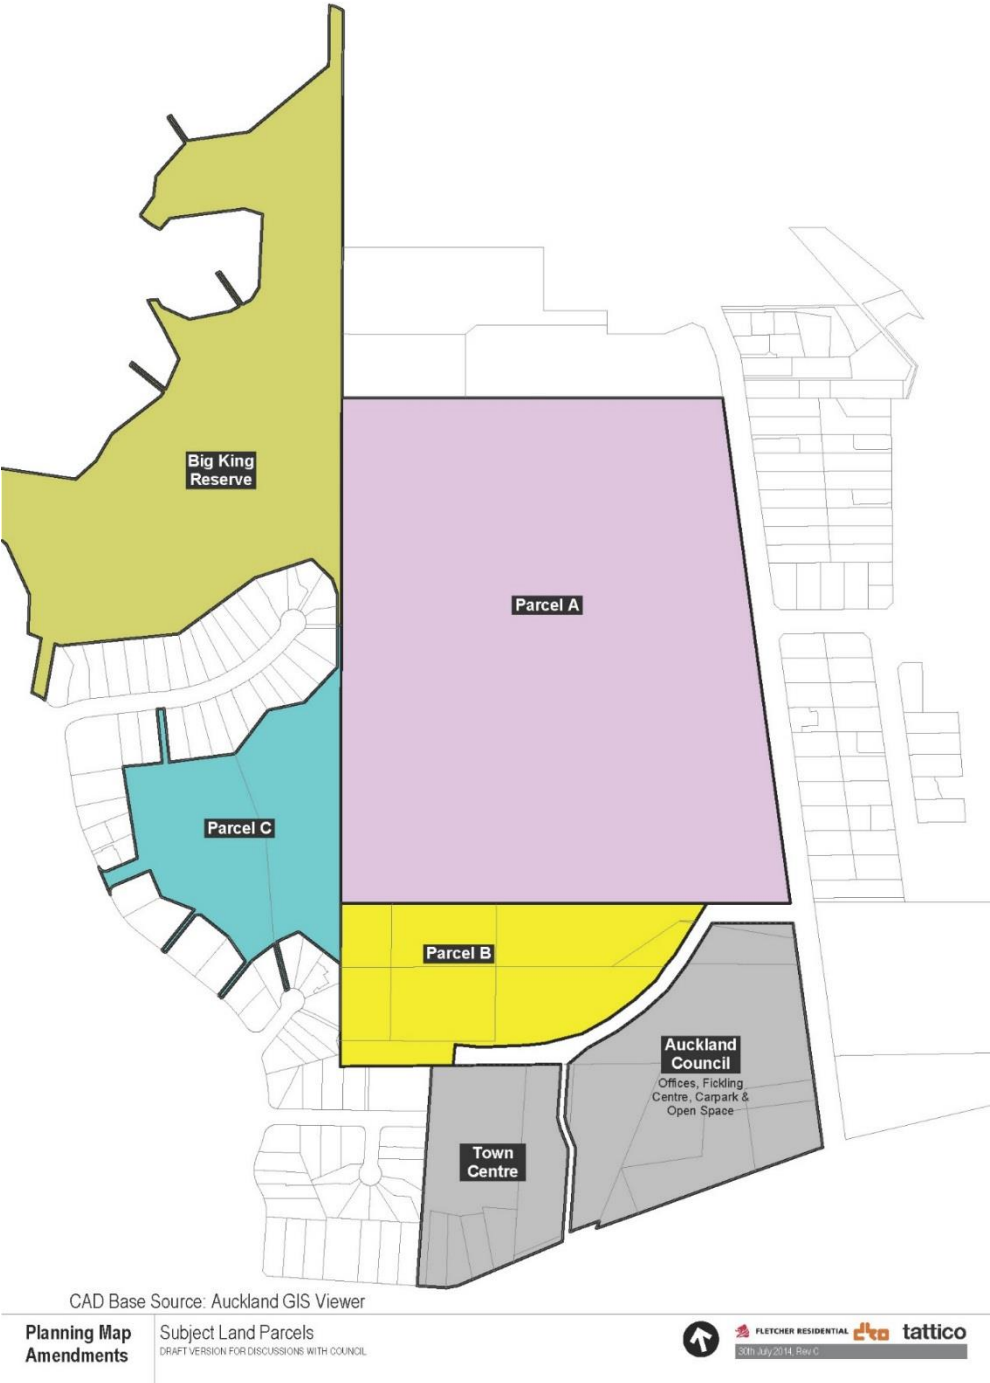 Big King
Reserve
Parcel A
Parcel C
Parcel B
Auckland
Council
Offices, Fickling
Centre, Carpark &
Open Space
Town
Centre
CAD Base Source: Auckland GIS Viewer
Planning Map
Amendments
Subject Land Parcels
DRAFT VERSION FOR DISCUSSIONS WITH COUNCIL
FLETCHER RESIDENTIAL
tattico
30th July 2014, Rev C